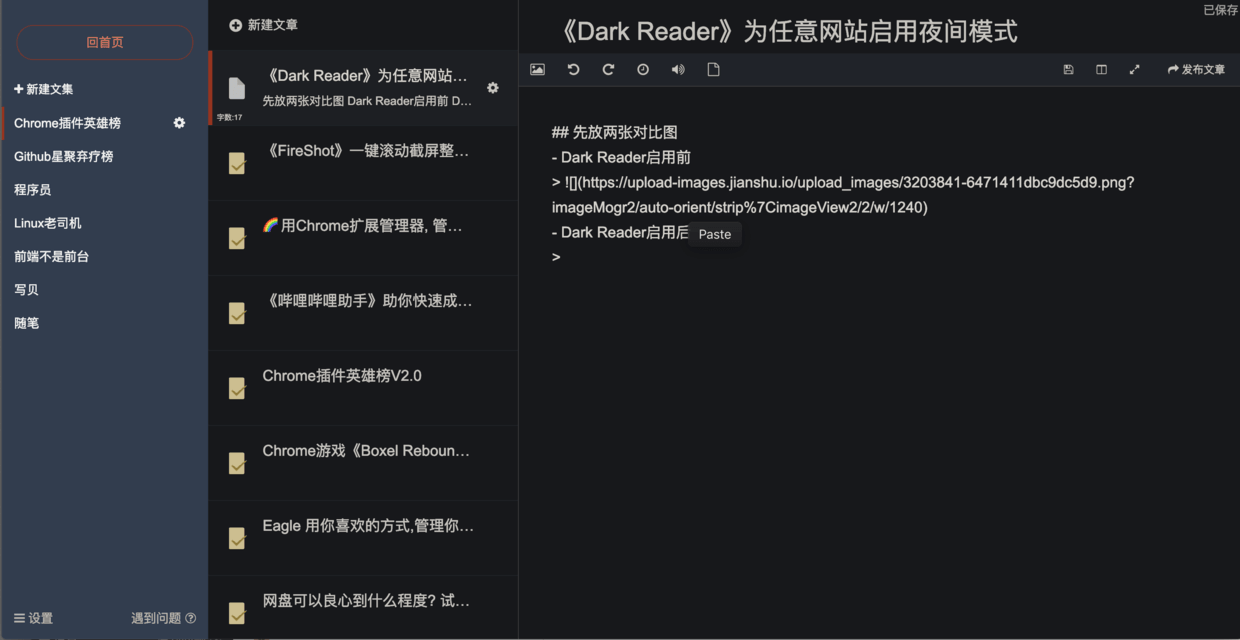 回首页
新建文集
Chrome插件英雄榜
Github星聚弃疗榜
程序员
Linux老司机
前端不是前台
写贝
随笔
设置
遇到问题
新建文章
《Dark Reader》为任意网站...
先放两张对比图 Dark Reader启用前 D...
字数:17
《FireShot》一键滚动截屏整...
🌈用Chrome扩展管理器, 管...
《哔哩哔哩助手》助你快速成...
Chrome插件英雄榜V2.0
Chrome游戏《Boxel Reboun...
Eagle 用你喜欢的方式,管理你...
网盘可以良心到什么程度? 试...
已保存
《Dark Reader》为任意网站启用夜间模式
发布文章
## 先放两张对比图
- Dark Reader启用前
> ![](https://upload-images.jianshu.io/upload_images/3203841-6471411dbc9dc5d9.png?
imageMogr2/auto-orient/strip%7CimageView2/2/w/1240)
- Dark Reader启用后
Paste
>